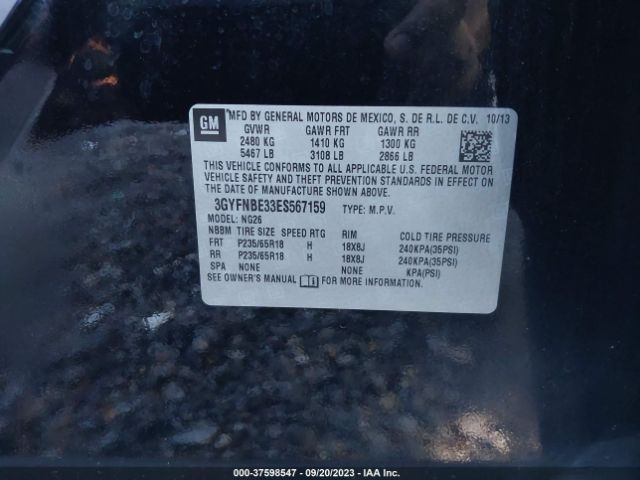 GM
MFD BY GENERAL MOTORS DE MEXICO, S. DE R.L. DE C.V. 10/13
GVWR GAWR FRT GAWR RR
2480 KG 1410 KG 1300 KG
5467 LB 3108 LB 2866 LB
THIS VEHICLE CONFORMS TO ALL APPLICABLE U.S. FEDERAL MOTOR
VEHICLE SAFETY AND THEFT PREVENTION STANDARDS IN EFFECT ON
THE DATE OF MANUFACTURE SHOWN ABOVE.
3GYFNBE33ES567159 TYPE: M.P.V.
MODEL: NG26
NBBM TIRE SIZE SPEED RTG RIM COLD TIRE PRESSURE
FRT P235/65R18 H 18X8J 240KPA(35PSI)
RR P235/65R18 H 18X8J 240KPA(35PSI)
SPA NONE NONE KPA(PSI)
SEE OWNER'S MANUAL FOR MORE INFORMATION
000-37598547 - 09/20/2023 - IAA Inc.